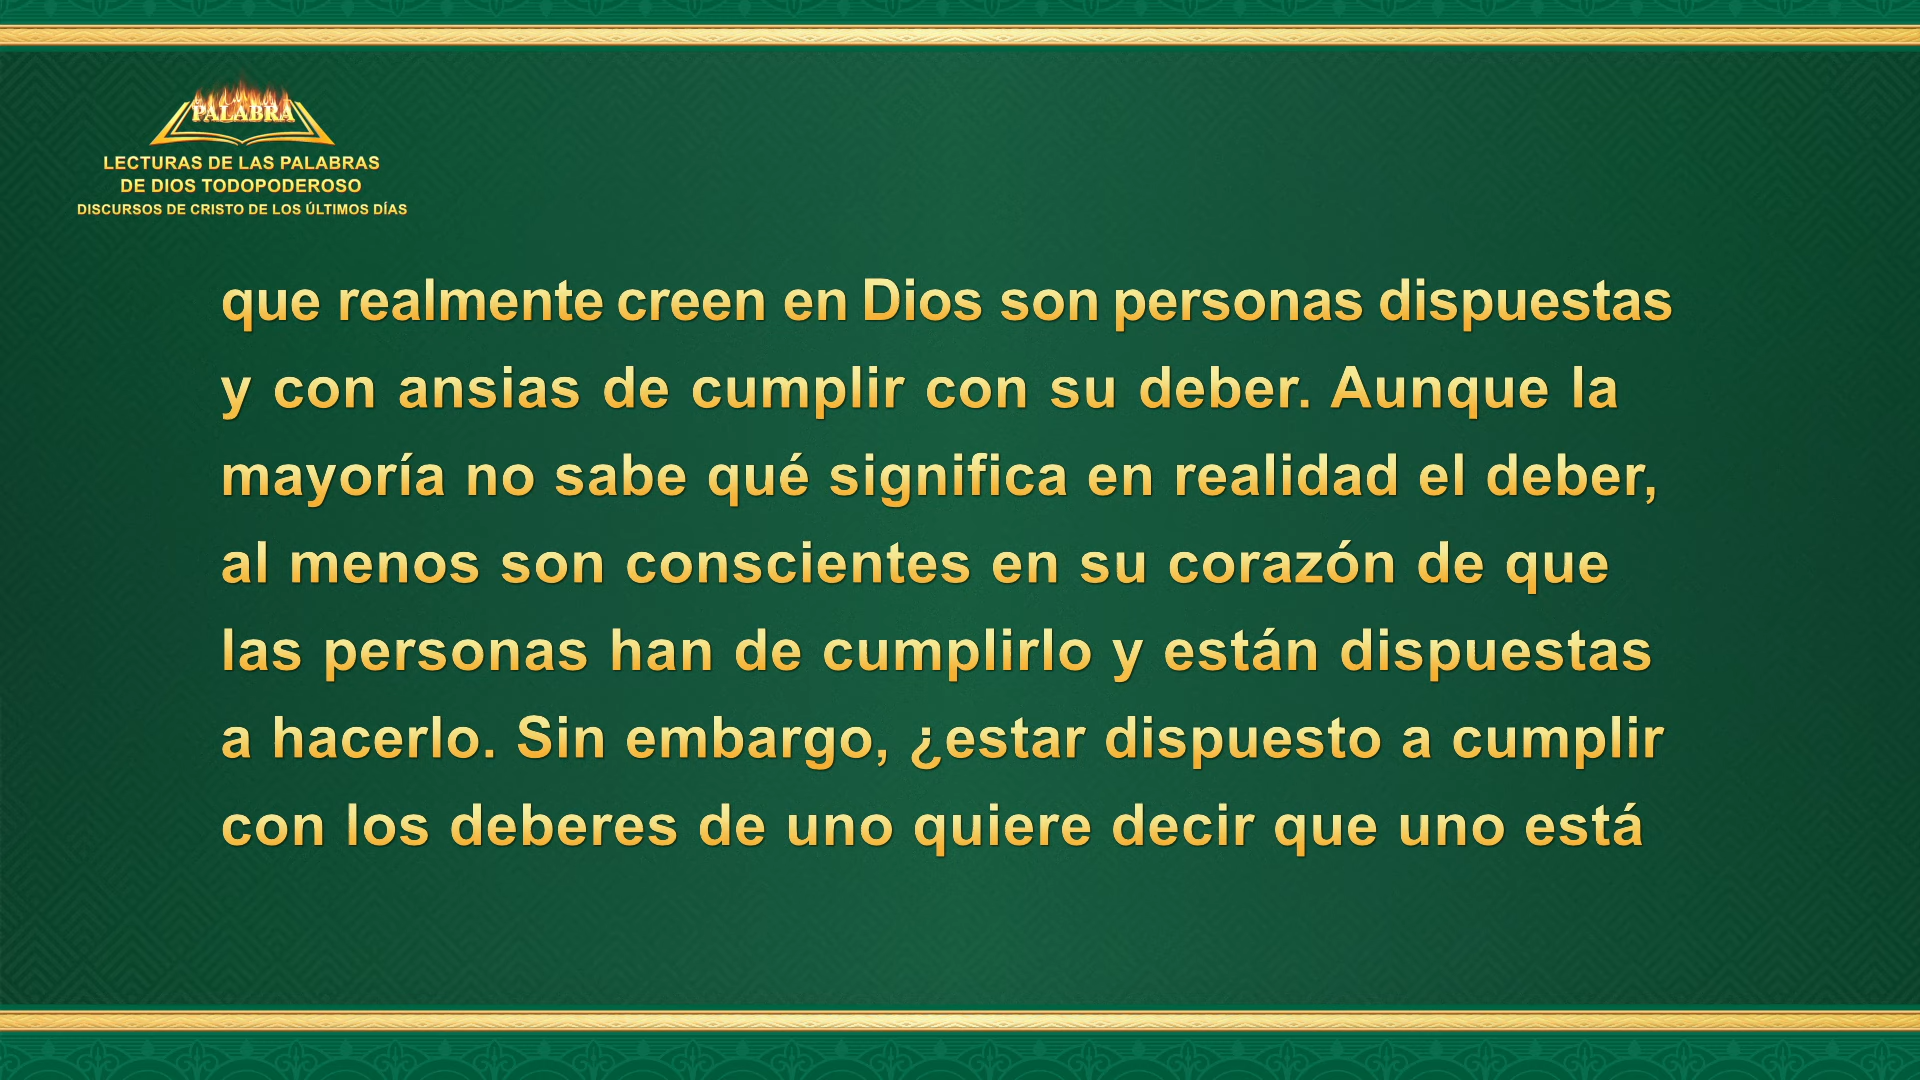 PALABRA
LECTURAS DE LAS PALABRAS
DE DIOS TODOPODEROSO
DISCURSOS DE CRISTO DE LOS ÚLTIMOS DÍAS
que realmente creen en Dios son personas dispuestas
y con ansias de cumplir con su deber. Aunque la
mayoría no sabe qué significa en realidad el deber,
al menos son conscientes en su corazón de que
las personas han de cumplirlo y están dispuestas
a hacerlo. Sin embargo, ¿estar dispuesto a cumplir
con los deberes de uno quiere decir que uno está